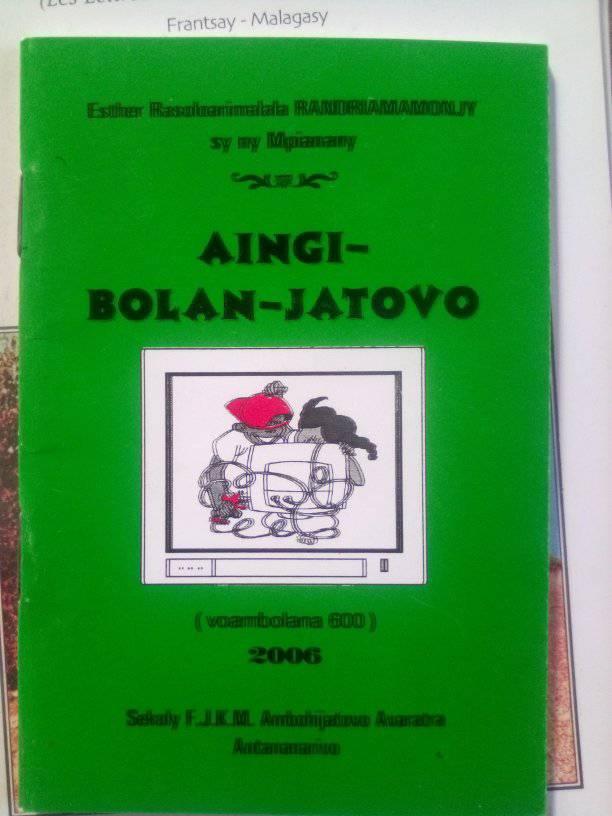 Frantsay - Malagasy
Esther Rasoloarimalala RANDRIAMAMONJY
sy ny Mpianany
AINGI-
BOLAN-JATOVO
( voambolana 600 )
2006
Sekoly F.J.K.M. Ambohijatovo Avaratra
Antananarivo